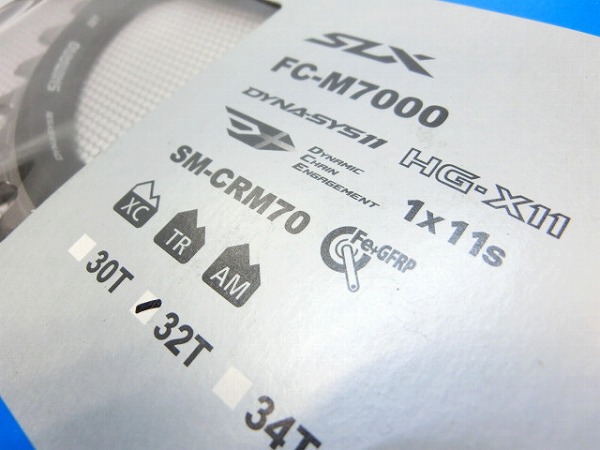 SLX
FC-M7000
DYNA-SYS11 HG-X11
DYNAMIC
CHAIN
ENGAGEMENT
1x11s
SM-CRM70
Fe+GFRP
XC TR AM
30T
32T
34T
SHIMANO